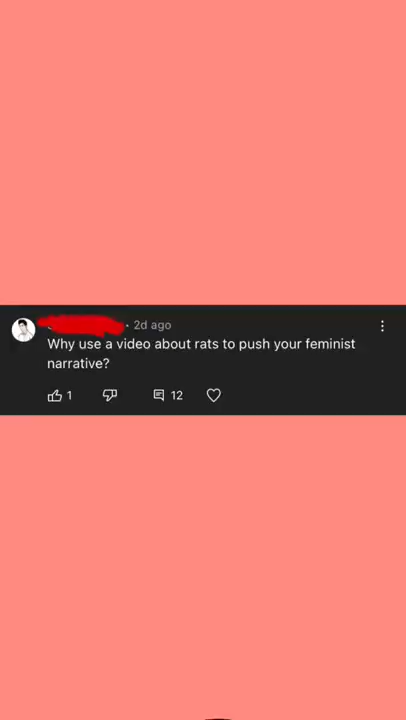 · 2d ago
Why use a video about rats to push your feminist
narrative?
1
12